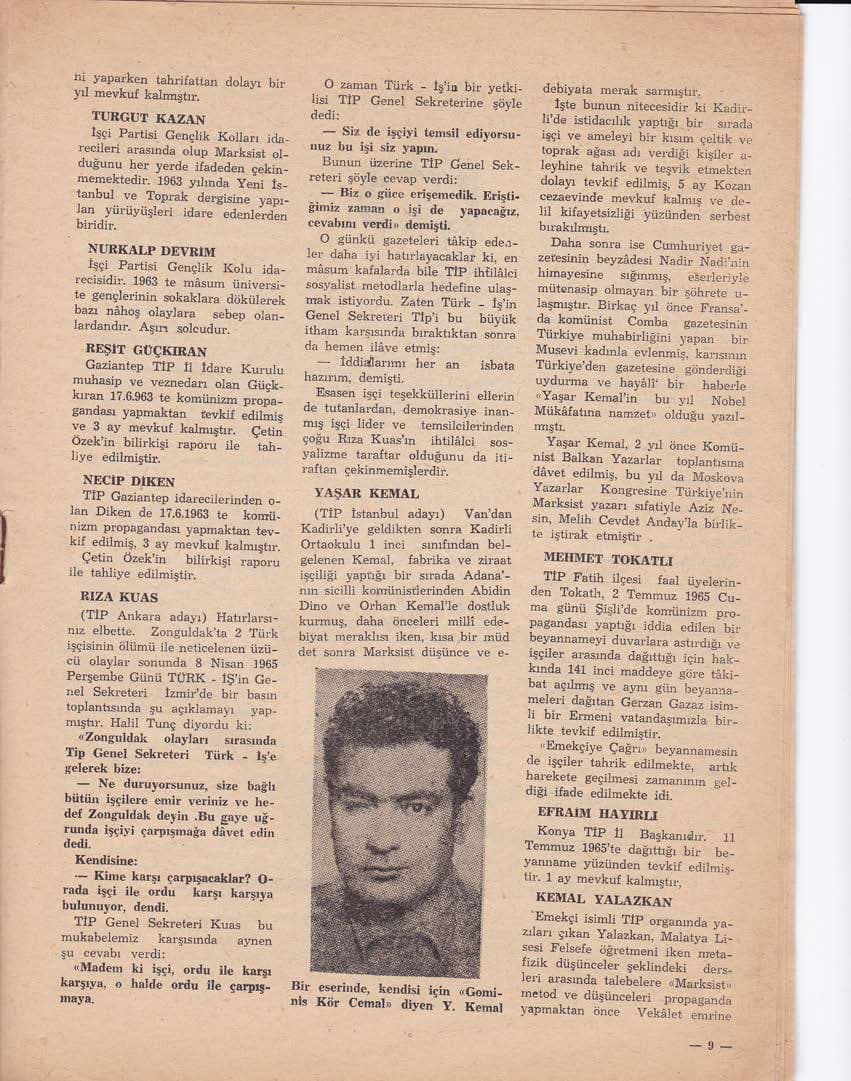 ni yaparken tahrifattan dolayı bir
yıl mevkuf kalmıştır.
TURGUT KAZAN
İşçi Partisi Gençlik Kolları ida-
recileri arasında olup Marksist ol-
duğunu her yerde ifadeden çekin-
memektedir. 1963 yılında Yeni İs-
tanbul ve Toprak dergisine yapı-
lan yürüyüşleri idare edenlerden
biridir.
NURKALP DEVRİM
İşçi Partisi Gençlik Kolu ida-
recisidir. 1963 te mâsum üniversi-
te gençlerinin sokaklara dökülerek
bazı nâhoş olaylara sebep olan-
lardandır. Aşırı solcudur.
REŞİT GÜÇKIRAN
Gaziantep TİP İl İdare Kurulu
muhasip ve veznedarı olan Güçk-
kıran 17.6.963 te komünizm propa-
gandası yapmaktan tevkif edilmiş
ve 3 ay mevkuf kalmıştır. Çetin
Özek'in bilirkişi raporu ile tah-
liye edilmiştir.
NECİP DİKEN
TİP Gaziantep idarecilerinden o-
lan Diken de 17.6.1963 te komü-
nizm propagandası yapmaktan tev-
kif edilmiş, 3 ay mevkuf kalmıştır.
Çetin Özek'in bilirkişi raporu
ile tahliye edilmiştir.
RIZA KUAS
(TİP Ankara adayı) Hatırlarsı-
nız elbette. Zonguldak'ta 2 Türk
işçisinin ölümü ile neticelenen üzü-
cü olaylar sonunda 8 Nisan 1965
Perşembe Günü TÜRK - İŞ'in Ge-
nel Sekreteri İzmir'de bir basın
toplantısında şu açıklamayı yap-
mıştır. Halil Tunç diyordu ki:
«Zonguldak olayları sırasında
Tip Genel Sekreteri Türk - İş'e
gelerek bize:
— Ne duruyorsunuz, size bağlı
bütün işçilere emir veriniz ve he-
def Zonguldak deyin .Bu gaye uğ-
runda işçiyi çarpışmağa dâvet edin
dedi.
Kendisine:
— Kime karşı çarpışacaklar? O-
rada işçi ile ordu karşı karşıya
bulunuyor, dendi.
TİP Genel Sekreteri Kuas bu
mukabelemiz karşısında aynen
şu cevabı verdi:
«Madem ki işçi, ordu ile karşı
karşıya, o halde ordu ile çarpış-
maya.
O zaman Türk - İş'in bir yetki-
lisi TİP Genel Sekreterine şöyle
dedi:
— Siz de işçiyi temsil ediyorsu-
nuz bu işi siz yapın.
Bunun üzerine TİP Genel Sek-
reteri şöyle cevap verdi:
— Biz o güce erişemedik. Erişti-
ğimiz zaman o işi de yapacağız,
cevabını verdi» demişti.
O günkü gazeteleri tâkip eden-
ler daha iyi hatırlayacaklar ki, en
mâsum kafalarda bile TİP ihtilâlci
sosyalist metodlarla hedefine ulaş-
mak istiyordu. Zaten Türk - İş'in
Genel Sekreteri Tip'i bu büyük
itham karşısında bıraktıktan sonra
da hemen ilâve etmiş:
— İddialarımı her an isbata
hazırım, demişti.
Esasen işçi teşekküllerini ellerin
de tutanlardan, demokrasiye inan-
mış işçi lider ve temsilcilerinden
çoğu Rıza Kuas'ın ihtilâlci sos-
yalizme taraftar olduğunu da iti-
raftan çekinmemişlerdir.
YAŞAR KEMAL
(TİP İstanbul adayı) Van'dan
Kadirli'ye geldikten sonra Kadirli
Ortaokulu 1 inci sınıfından bel-
gelenen Kemal, fabrika ve ziraat
işçiliği yaptığı bir sırada Adana'-
nın sicilli komünistlerinden Abidin
Dino ve Orhan Kemal'le dostluk
kurmuş, daha önceleri millî ede-
biyat meraklısı iken, kısa bir müd
det sonra Marksist düşünce ve e-
Bir eserinde, kendisi için «Gomi-
nis Kör Cemal» diyen Y. Kemal
debiyata merak sarmıştır.
İşte bunun nitecesidir ki Kadir-
li'de istidacılık yaptığı bir sırada
işçi ve ameleyi bir kısım çeltik ve
toprak ağası adı verdiği kişiler a-
leyhine tahrik ve teşvik etmekten
dolayı tevkif edilmiş, 5 ay Kozan
cezaevinde mevkuf kalmış ve de-
lil kifayetsizliği yüzünden serbest
bırakılmıştı.
Daha sonra ise Cumhuriyet ga-
zetesinin beyzâdesi Nadir Nadi'nin
himayesine sığınmış, eserleriyle
mütenasip olmayan bir şöhrete u-
laşmıştır. Birkaç yıl önce Fransa'-
da komünist Comba gazetesinin
Türkiye muhabirliğini yapan bir
Musevi kadınla evlenmiş, karısının
Türkiye'den gazetesine gönderdiği
uydurma ve hayâlî bir haberle
«Yaşar Kemal'in bu yıl Nobel
Mükâfatına namzet» olduğu yazıl-
mıştı.
Yaşar Kemal, 2 yıl önce Komü-
nist Balkan Yazarlar toplantısına
dâvet edilmiş, bu yıl da Moskova
Yazarlar Kongresine Türkiye'nin
Marksist yazarı sıfatiyle Aziz Ne-
sin, Melih Cevdet Anday'la birlik-
te iştirak etmiştir .
MEHMET TOKATLI
TİP Fatih ilçesi faal üyelerin-
den Tokatlı, 2 Temmuz 1965 Cu-
ma günü Şişli'de komünizm pro-
pagandası yaptığı iddia edilen bir
beyannameyi duvarlara astırdığı ve
işçiler arasında dağıttığı için hak-
kında 141 inci maddeye göre tâki-
bat açılmış ve aynı gün beyanna-
meleri dağıtan Gerzan Gazaz isim-
li bir Ermeni vatandaşımızla bir-
likte tevkif edilmiştir.
«Emekçiye Çağrı» beyannamesin
de işçiler tahrik edilmekte, artık
harekete geçilmesi zamanının gel-
diği ifade edilmekte idi.
EFRAİM HAYIRLI
Konya TİP İl Başkanıdır. 11
Temmuz 1965'te dağıttığı bir be-
yanname yüzünden tevkif edilmiş-
tir. 1 ay mevkuf kalmıştır,
KEMAL YALAZKAN
Emekçi isimli TİP organında ya-
zıları çıkan Yalazkan, Malatya Li-
sesi Felsefe öğretmeni iken meta-
fizik düşünceler şeklindeki ders-
leri arasında talebelere «Marksist»
metod ve düşünceleri propaganda
yapmaktan önce Vekâlet emrine
— 9 —